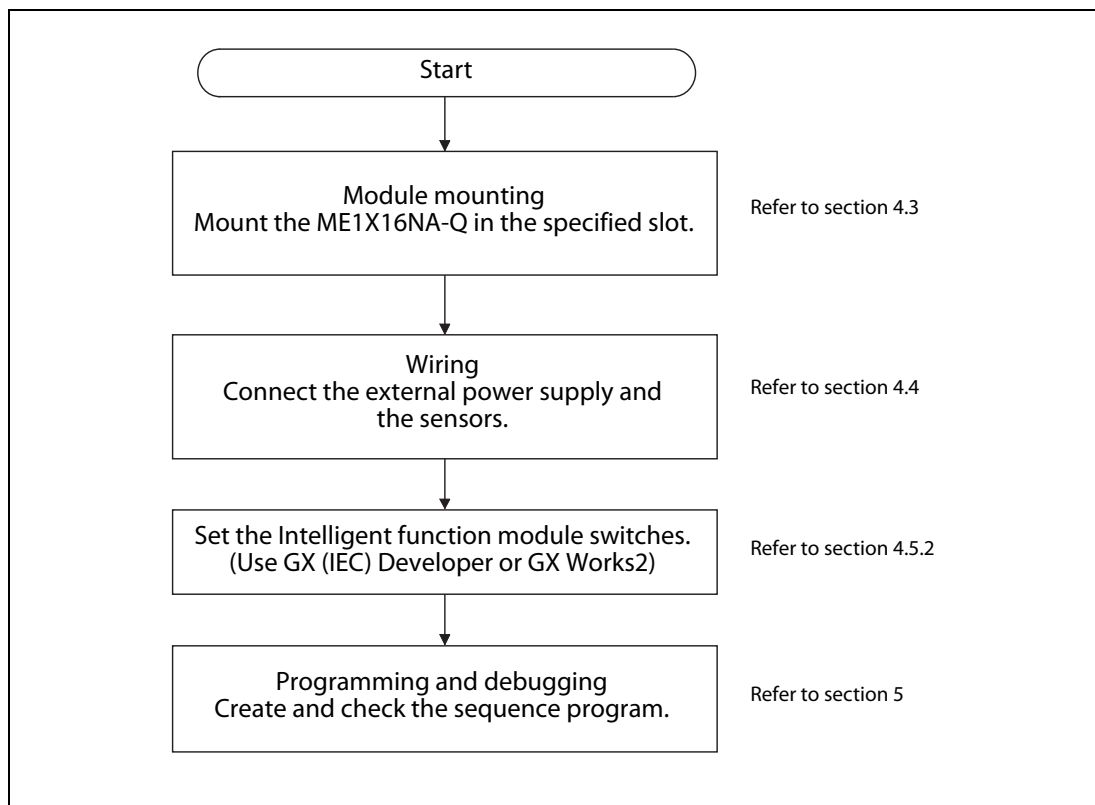 Start
Module mounting
Mount the ME1X16NA-Q in the specified slot.
Refer to section 4.3
Wiring
Connect the external power supply and
the sensors.
Refer to section 4.4
Set the Intelligent function module switches.
(Use GX (IEC) Developer or GX Works2)
Refer to section 4.5.2
Programming and debugging
Create and check the sequence program.
Refer to section 5